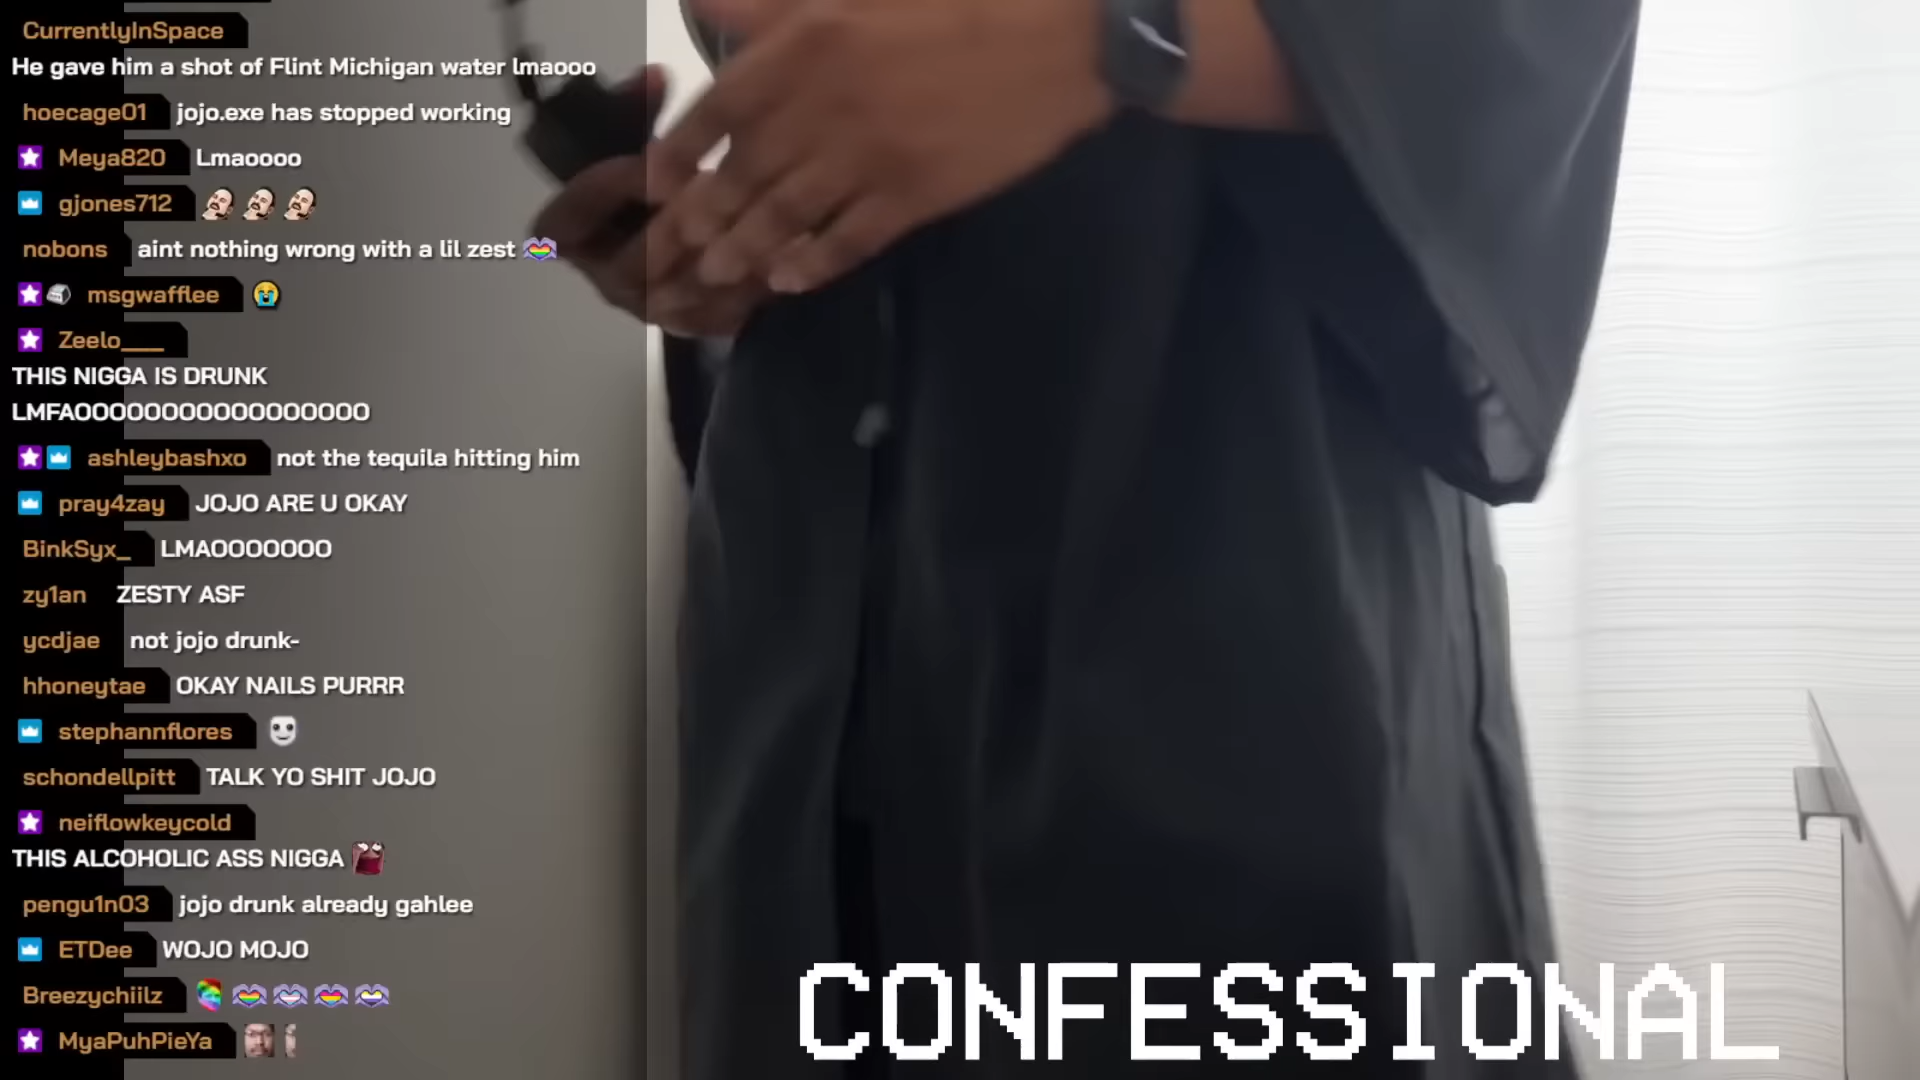 CurrentlyInSpace
He gave him a shot of Flint Michigan water lmaooo
hoecage01 jojo.exe has stopped working
Meya820 Lmaoooo
gjones712
nobons aint nothing wrong with a lil zest
msgwafflee
Zeelo___
THIS NIGGA IS DRUNK
LMFAOOOOOOOOOOOOOOOOOO
ashleybashxo not the tequila hitting him
pray4zay JOJO ARE U OKAY
BinkSyx_ LMAOOOOOOO
zy1an ZESTY ASF
ycdjae not jojo drunk-
hhoneytae OKAY NAILS PURRR
stephannflores
schondellpitt TALK YO SHIT JOJO
neiflowkeycold
THIS ALCOHOLIC ASS NIGGA
pengu1n03 jojo drunk already gahlee
ETDee WOJO MOJO
Breezychiilz
MyaPuhPieYa
CONFESSIONAL